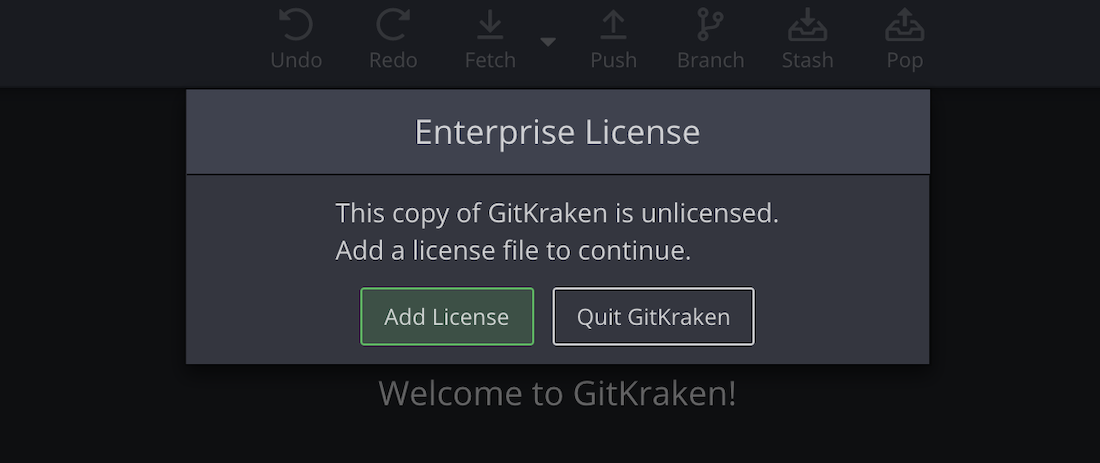 Undo Redo Fetch Push Branch Stash Pop
Enterprise License
This copy of GitKraken is unlicensed.
Add a license file to continue.
Add License Quit GitKraken
Welcome to GitKraken!